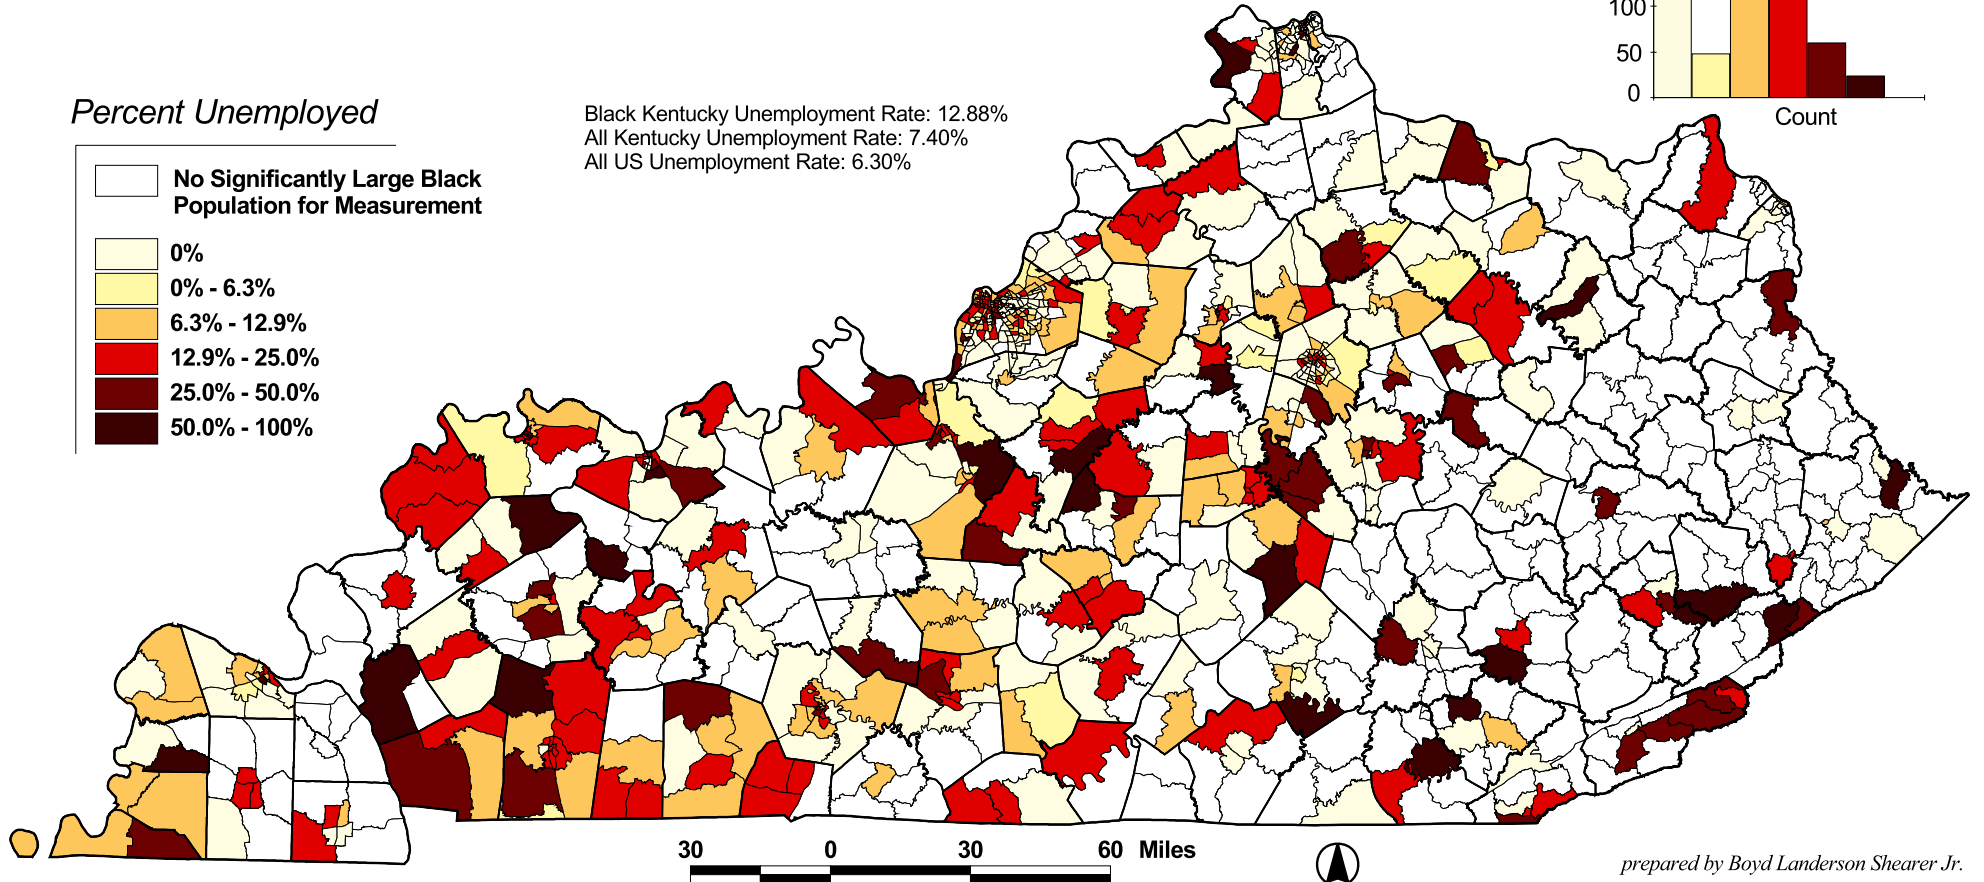 100
50
0
Count
Percent Unemployed
No Significantly Large Black
Population for Measurement
0%
0% - 6.3%
6.3% - 12.9%
12.9% - 25.0%
25.0% - 50.0%
50.0% - 100%
Black Kentucky Unemployment Rate: 12.88%
All Kentucky Unemployment Rate: 7.40%
All US Unemployment Rate: 6.30%
30 0 30 60 Miles
prepared by Boyd Landerson Shearer Jr.